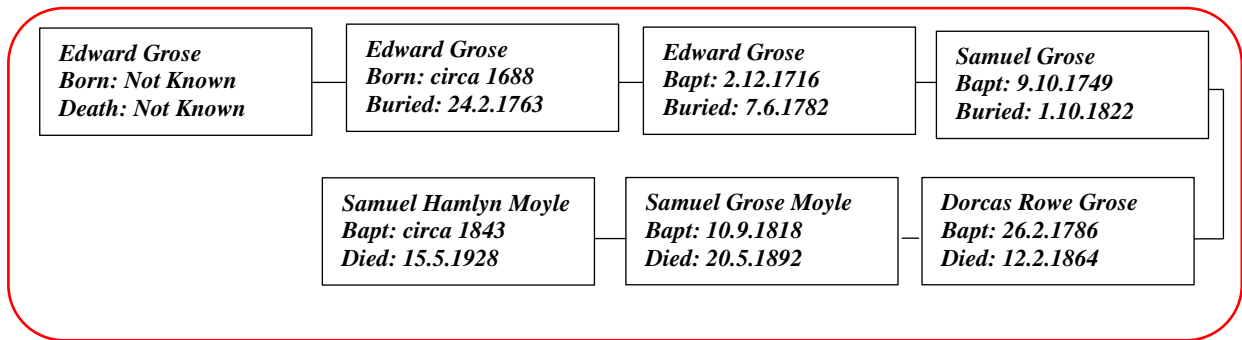 Edward Grose
Born: Not Known
Death: Not Known
Edward Grose
Born: circa 1688
Buried: 24.2.1763
Edward Grose
Bapt: 2.12.1716
Buried: 7.6.1782
Samuel Grose
Bapt: 9.10.1749
Buried: 1.10.1822
Samuel Hamlyn Moyle
Bapt: circa 1843
Died: 15.5.1928
Samuel Grose Moyle
Bapt: 10.9.1818
Died: 20.5.1892
Dorcas Rowe Grose
Bapt: 26.2.1786
Died: 12.2.1864